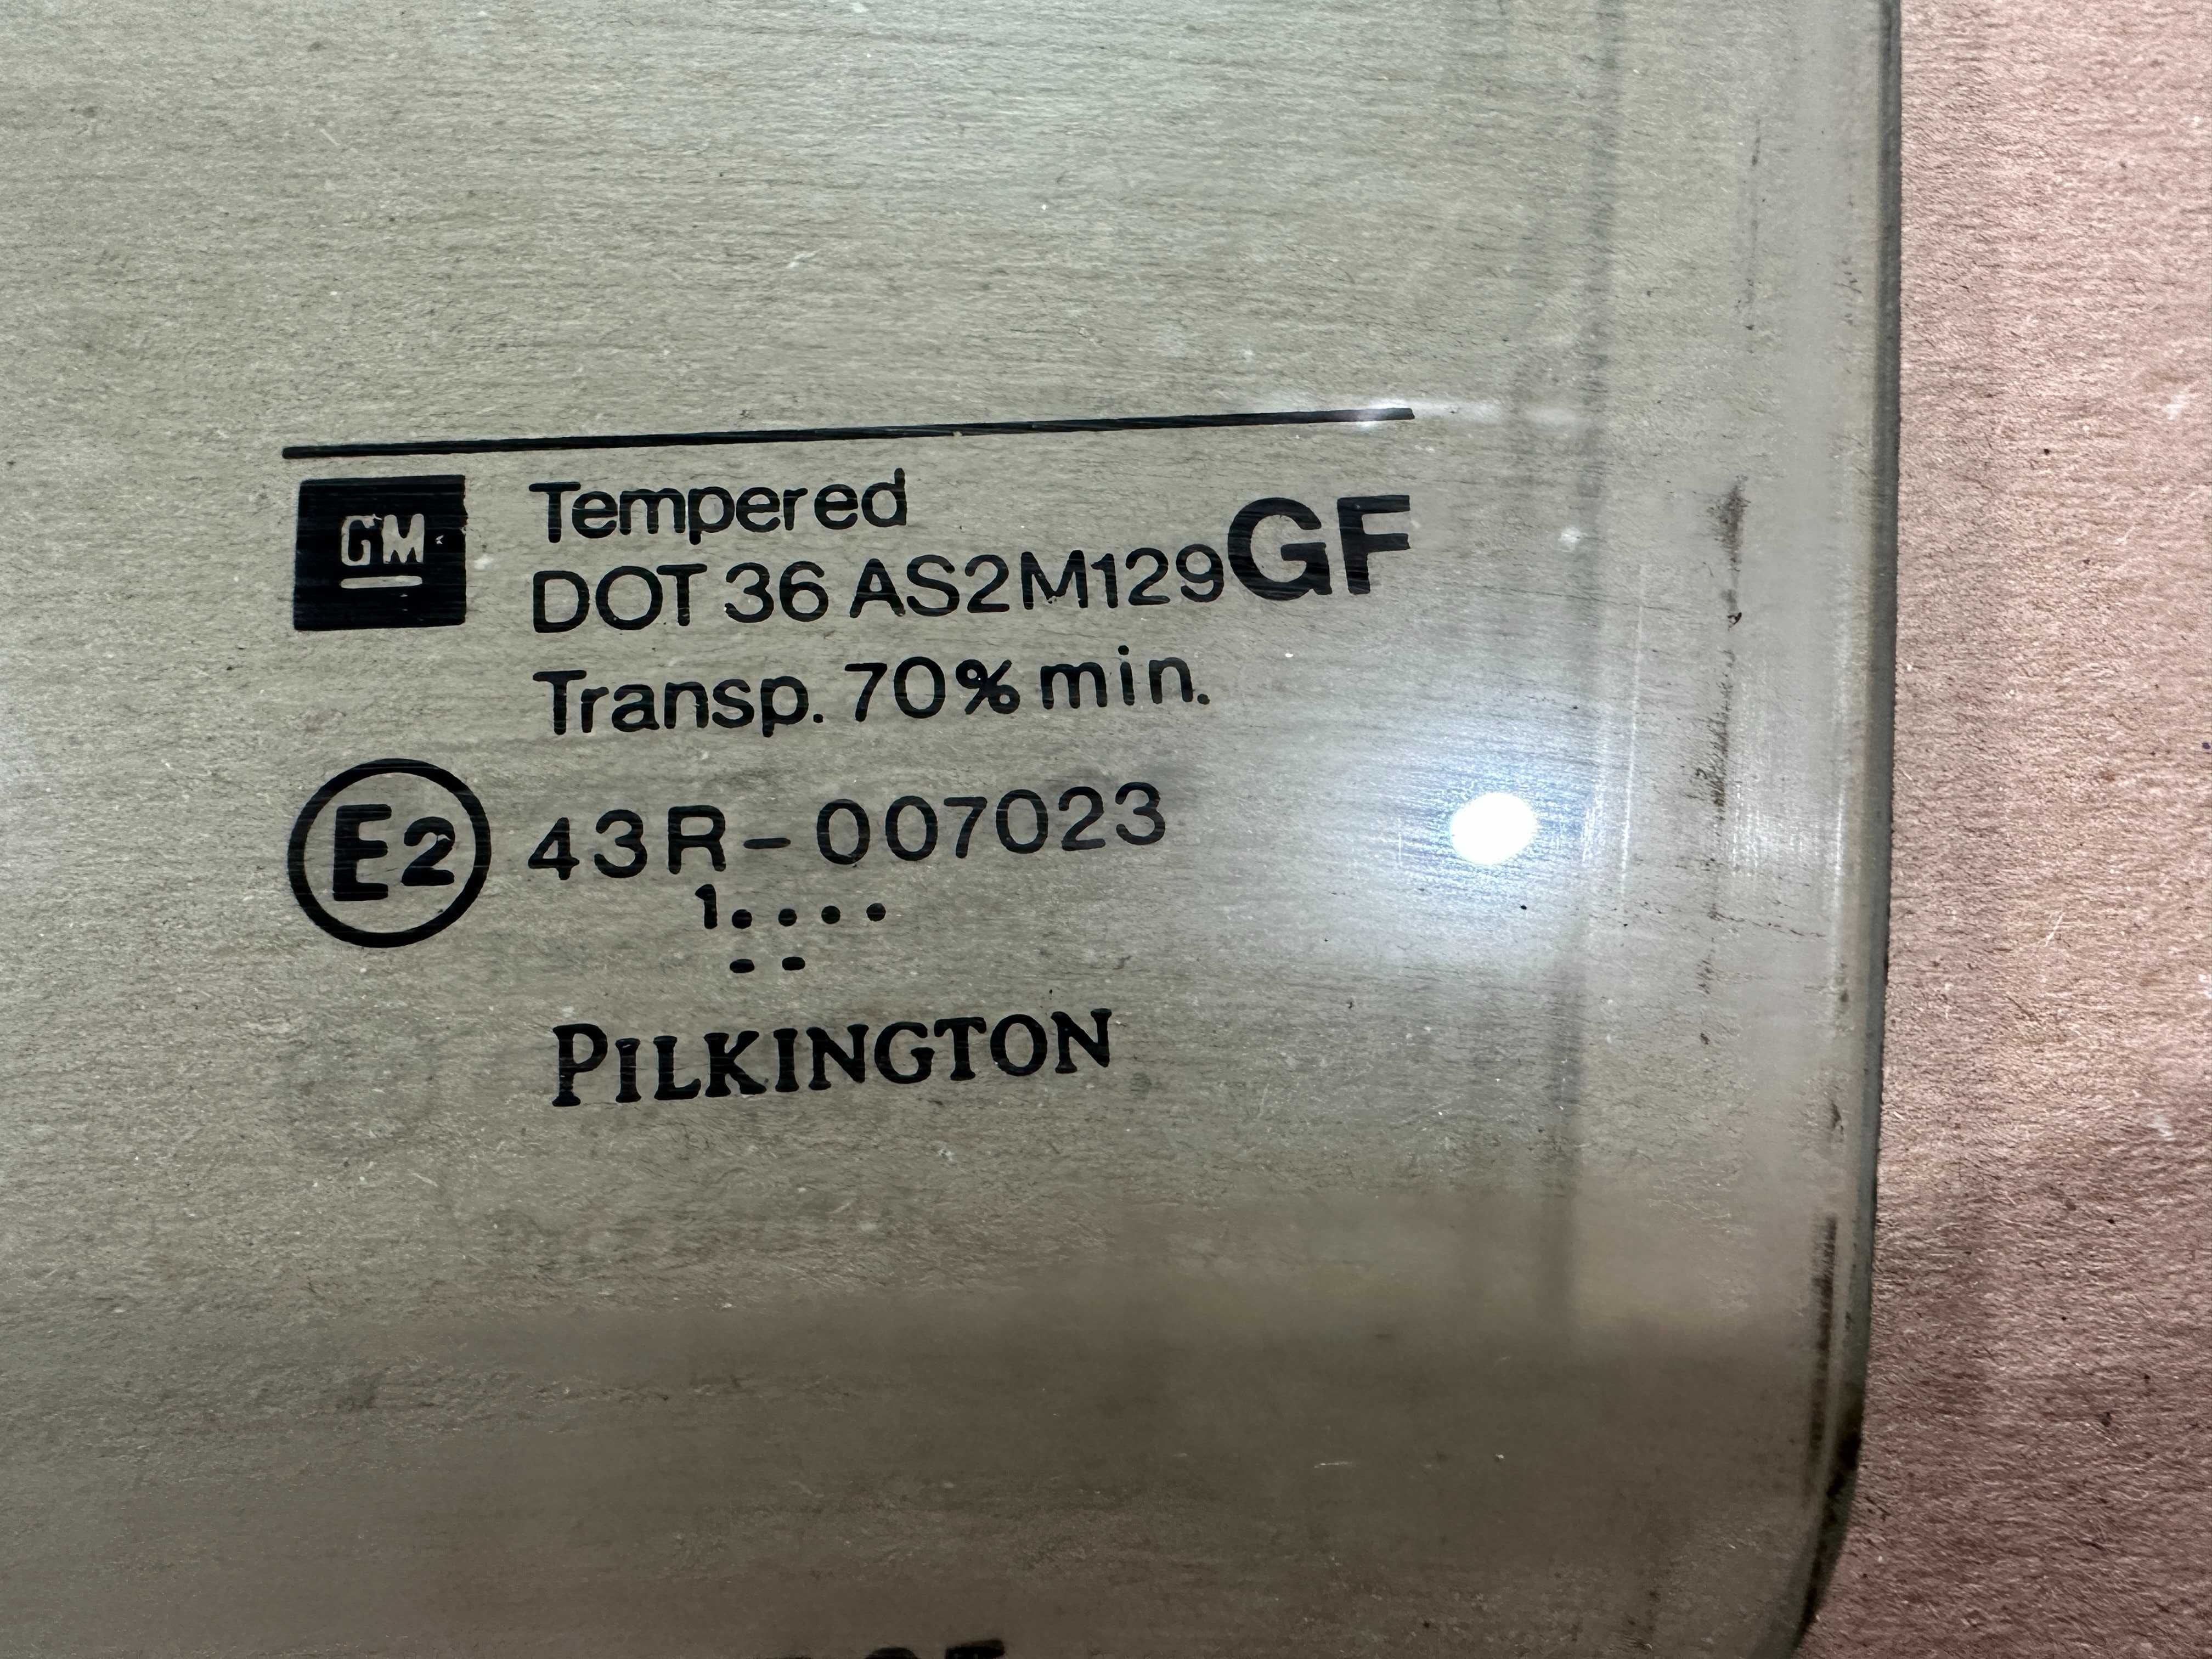 GM
Tempered
DOT 36 AS2M129GF
Transp. 70% min.
E2 43R-007023
1....
..
PILKINGTON